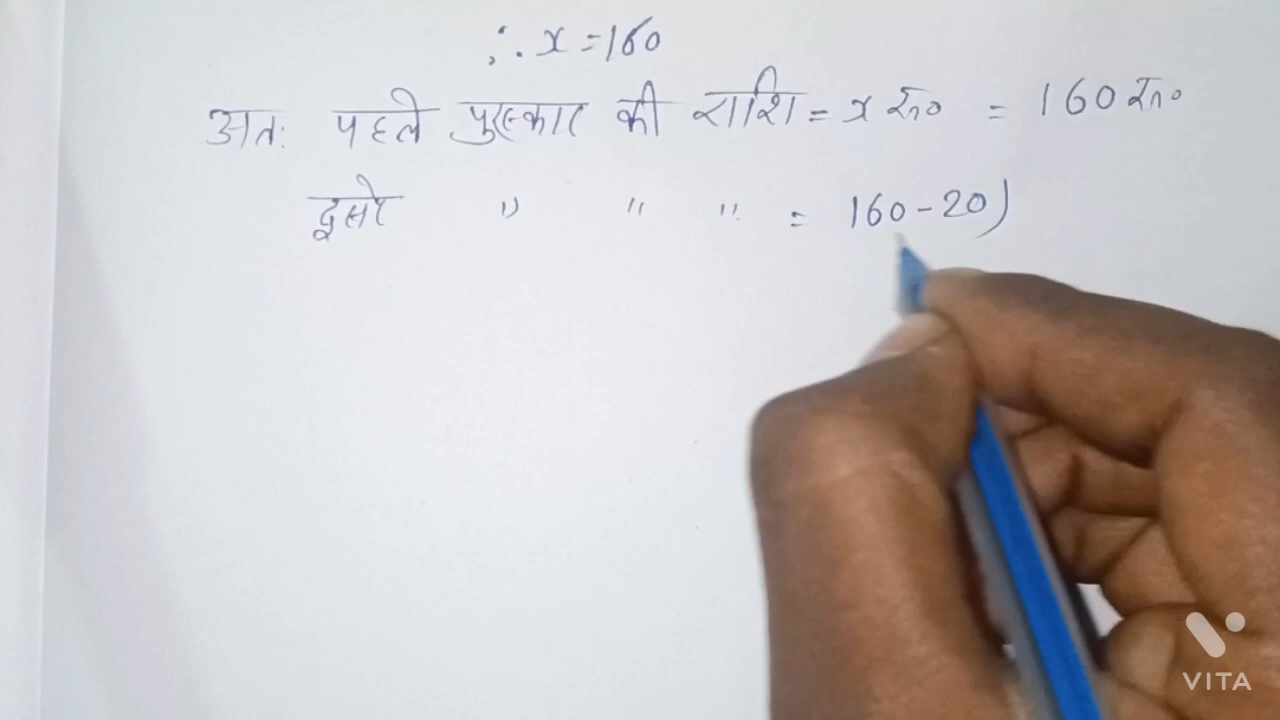 ∴ x = 160
अतः पहले पुरस्कार की राशि = x रू० = 160 रू०
दूसरे " " " = 160 - 20)
VITA